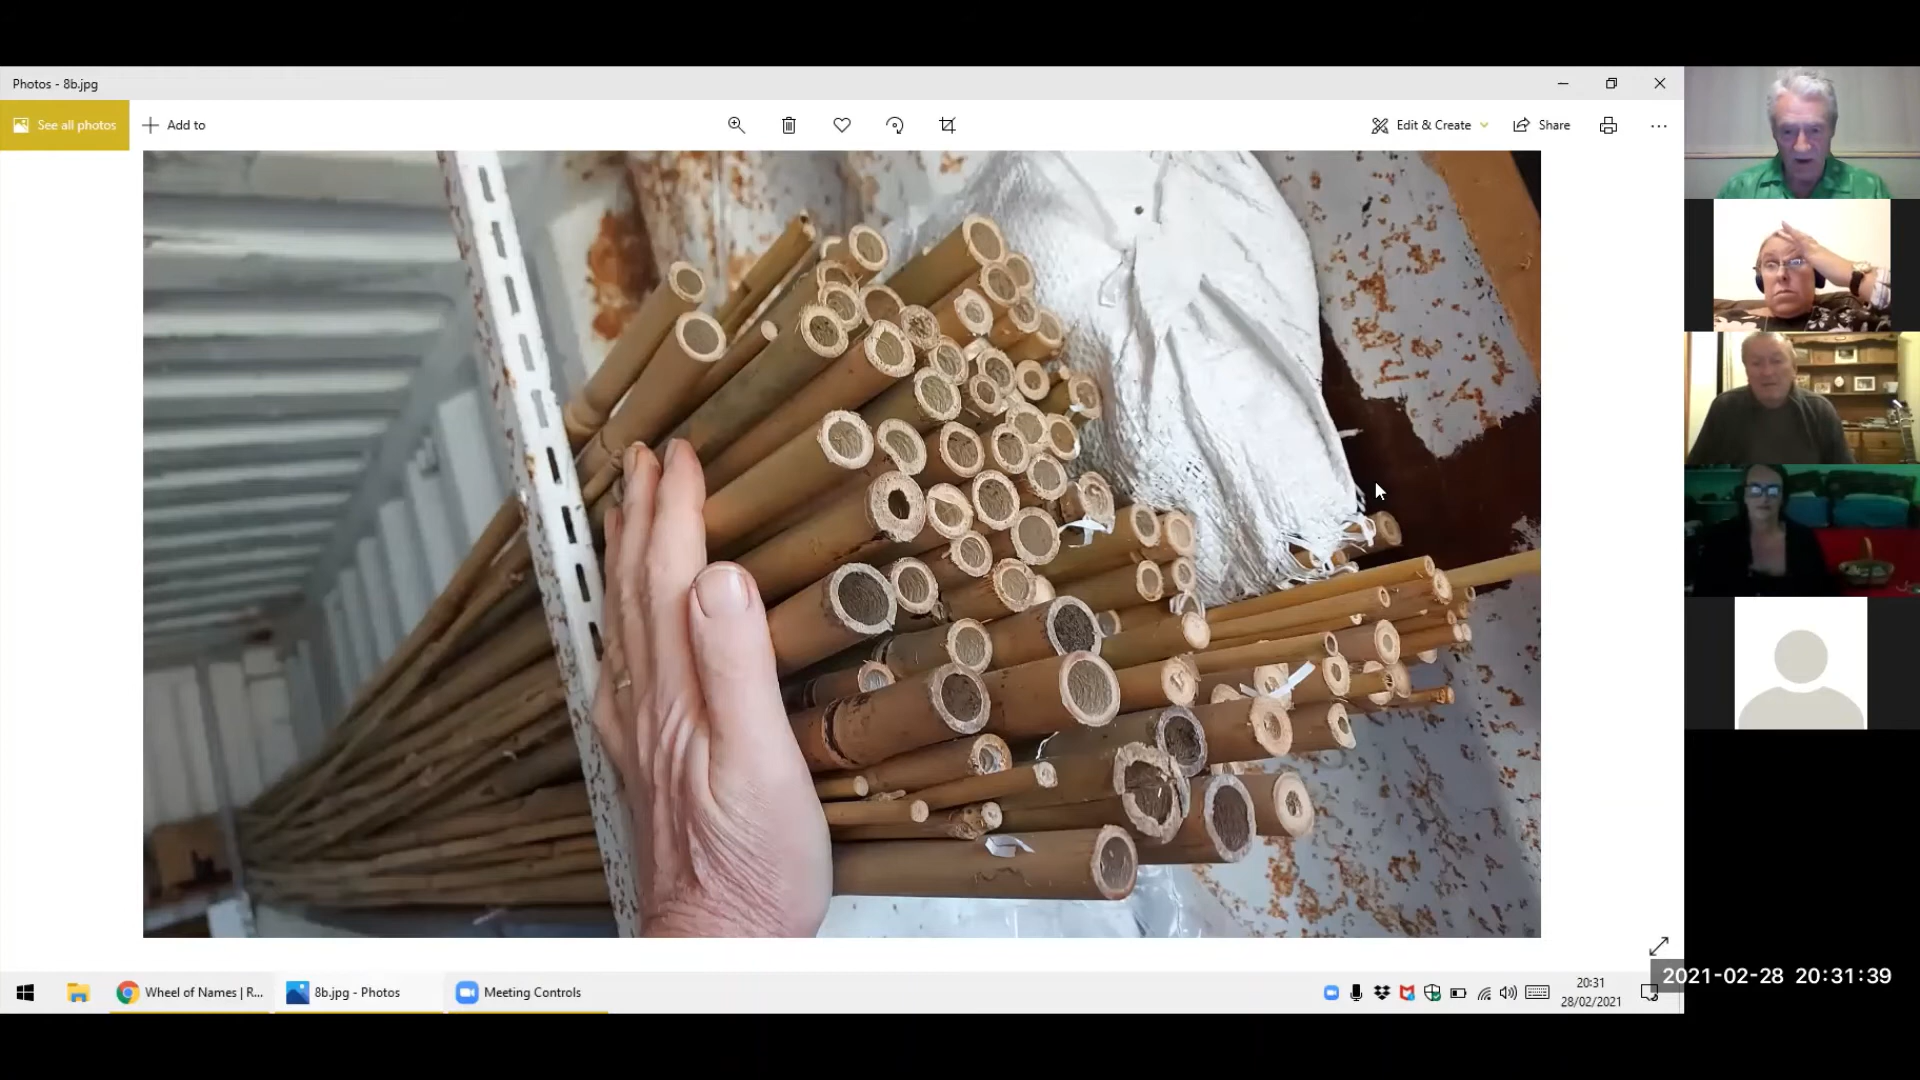 Photos - 8b.jpg
See all photos
Add to
Edit & Create
Share
Wheel of Names | R...
8b.jpg - Photos
Meeting Controls
20:31
28/02/2021
2021-02-28 20:31:39